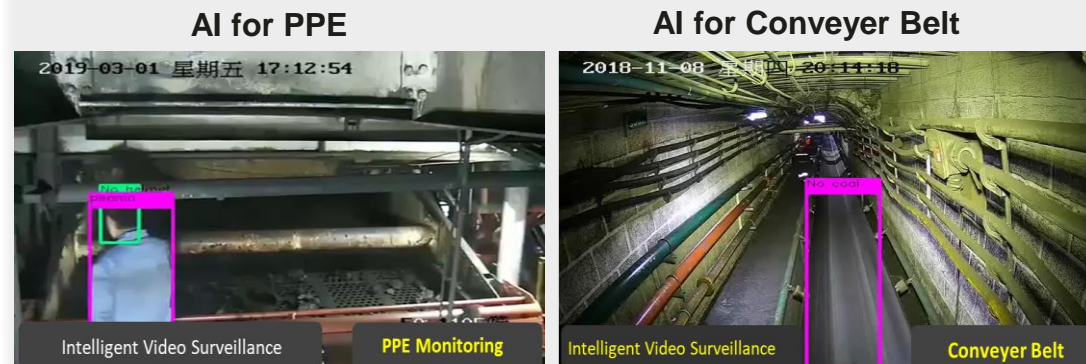 AI for PPE
AI for Conveyer Belt
2019-03-01 星期五 17:12:54
No helmet
person
Intelligent Video Surveillance
PPE Monitoring
2018-11-08 星期四 20:14:18
No coal
Intelligent Video Surveillance
Conveyer Belt